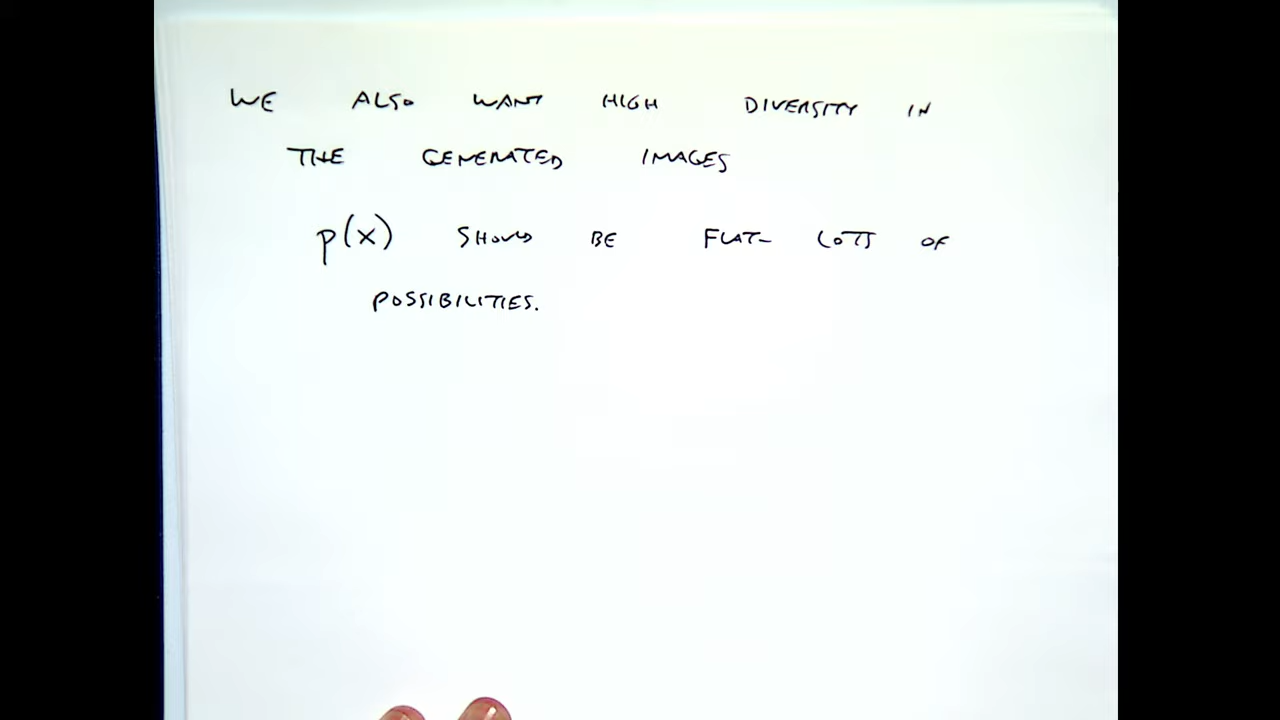 WE ALSO WANT HIGH DIVERSITY IN
THE GENERATED IMAGES
p(x) SHOULD BE FLAT- LOTS OF
POSSIBILITIES.